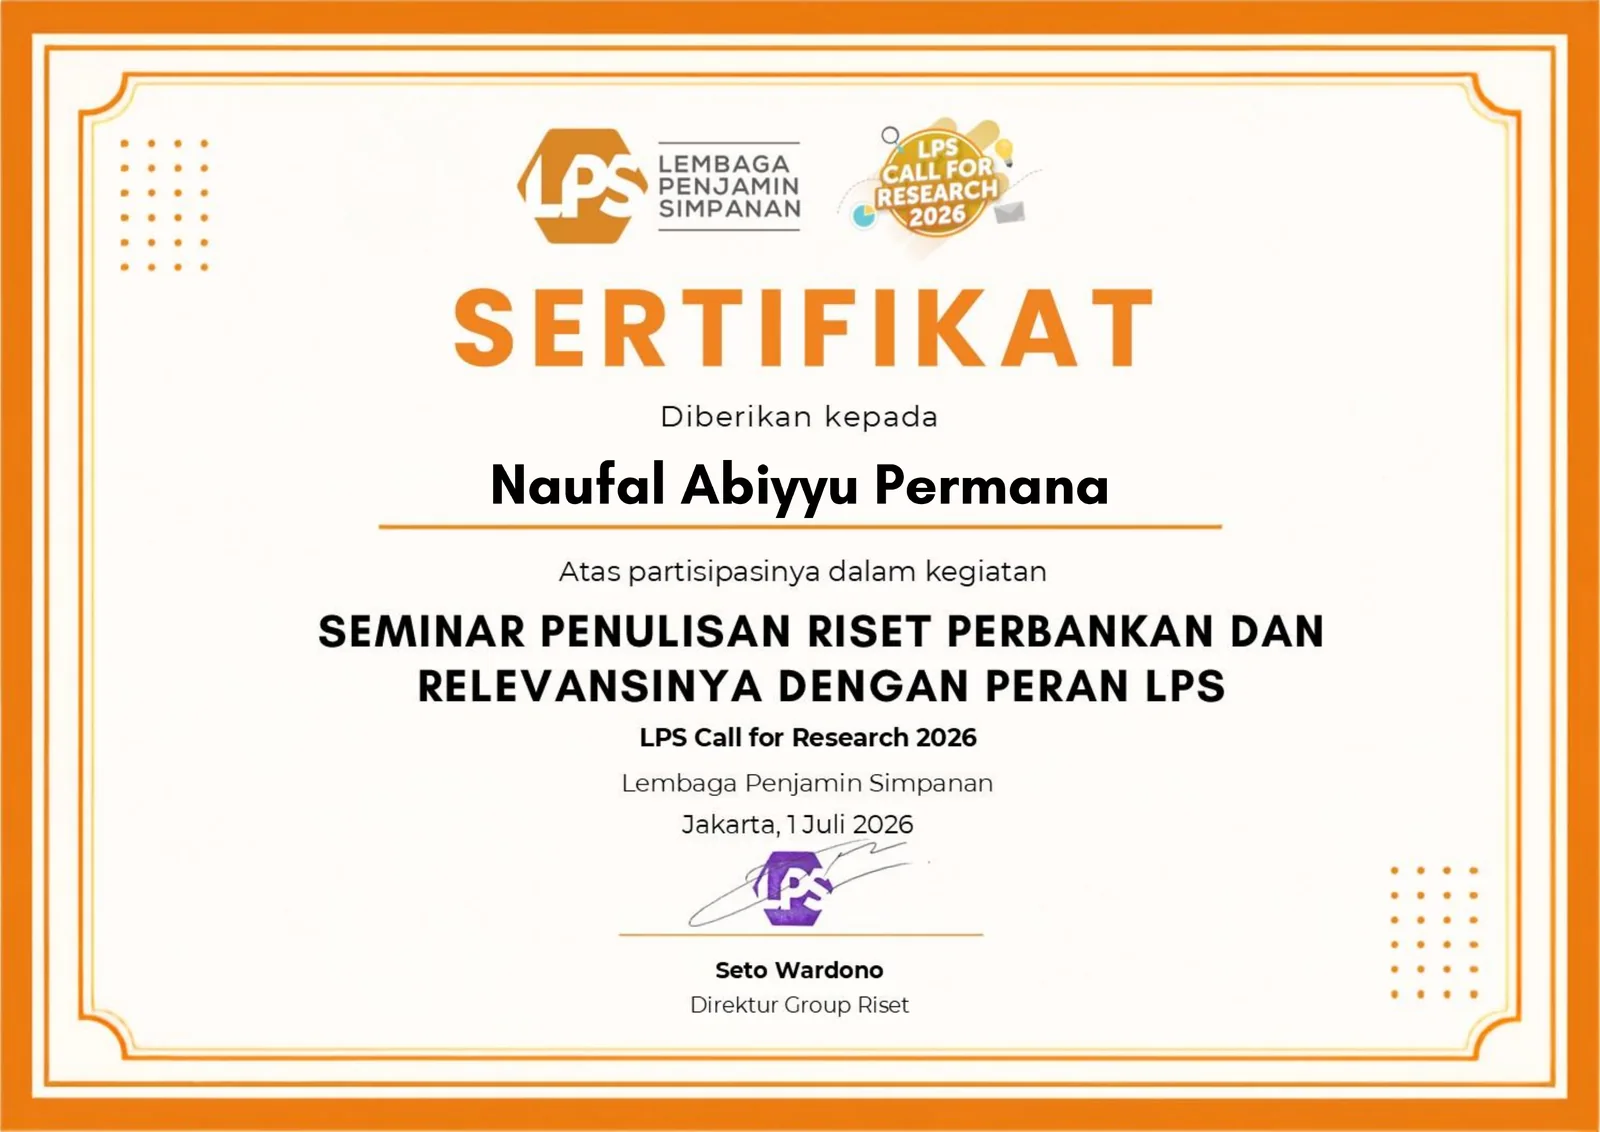 LPS
LEMBAGA
PENJAMIN
SIMPANAN
LPS
CALL FOR
RESEARCH
2026
SERTIFIKAT
Diberikan kepada
Naufal Abiyyu Permana
Atas partisipasinya dalam kegiatan
SEMINAR PENULISAN RISET PERBANKAN DAN
RELEVANSINYA DENGAN PERAN LPS
LPS Call for Research 2026
Lembaga Penjamin Simpanan
Jakarta, 1 Juli 2026
LPS
Seto Wardono
Direktur Group Riset